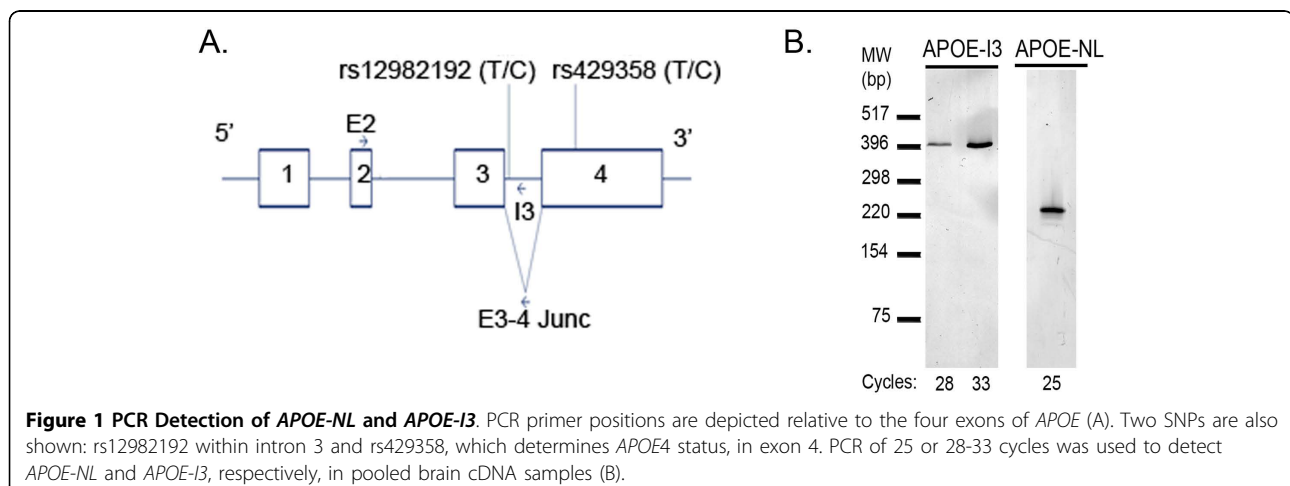 A.
rs12982192 (T/C) rs429358 (T/C)
5’ E2 3’
1 2 3 4
I3
E3-4 Junc
B.
MW
(bp)
APOE-I3 APOE-NL
517
396
298
220
154
75
Cycles: 28 33 25
Figure 1 PCR Detection of APOE-NL and APOE-I3. PCR primer positions are depicted relative to the four exons of APOE (A). Two SNPs are also
shown: rs12982192 within intron 3 and rs429358, which determines APOE4 status, in exon 4. PCR of 25 or 28-33 cycles was used to detect
APOE-NL and APOE-I3, respectively, in pooled brain cDNA samples (B).